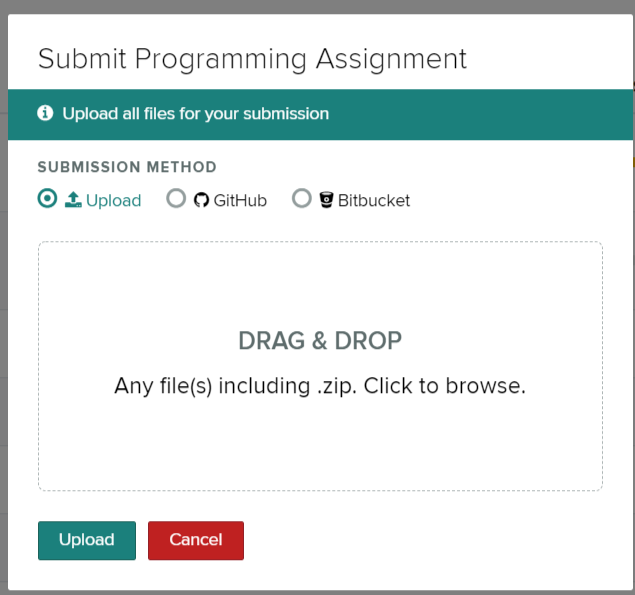 Submit Programming Assignment
Upload all files for your submission
SUBMISSION METHOD
Upload GitHub Bitbucket
DRAG & DROP
Any file(s) including .zip. Click to browse.
Upload Cancel